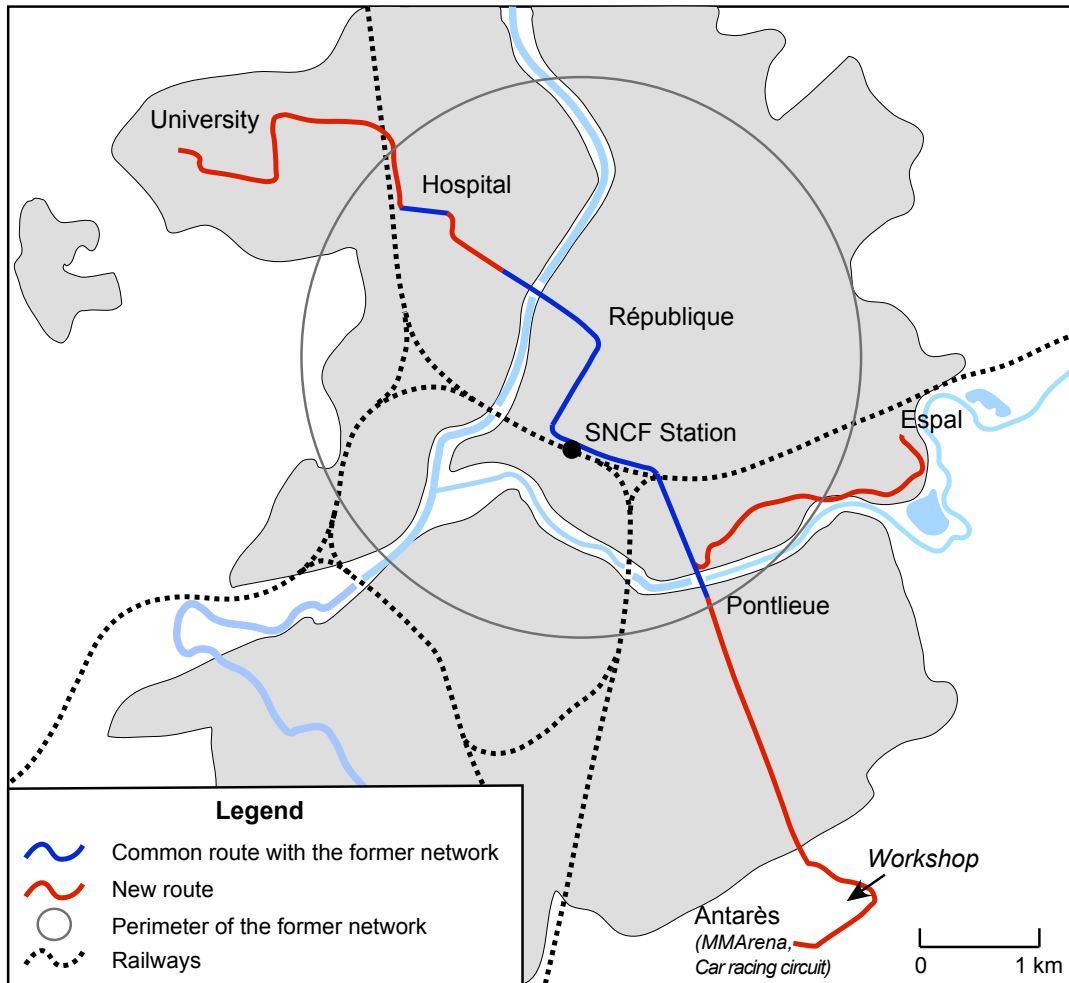 University
Hospital
République
Espal
SNCF Station
Pontlieue
Workshop
Antarès
(MMArena,
Car racing circuit)
0 1 km
Legend
Common route with the former network
New route
Perimeter of the former network
Railways